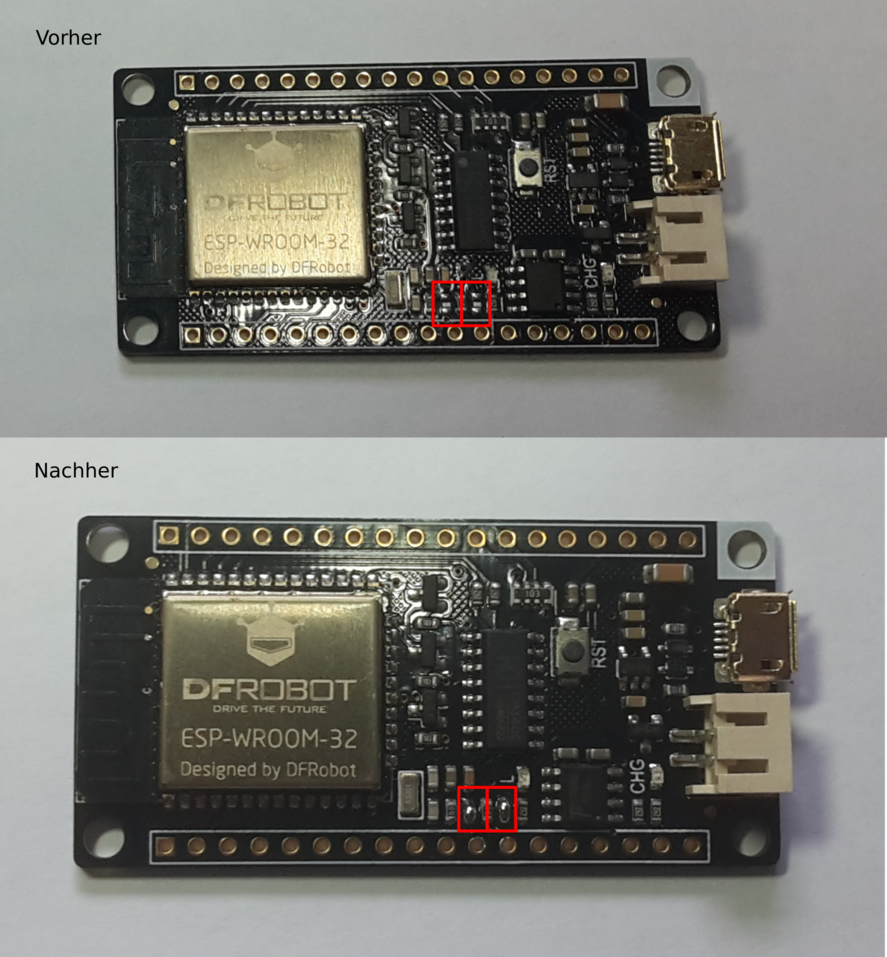 Vorher
RST
DFROBOT
DRIVE THE FUTURE
ESP-WROOM-32
Designed by DFRobot
CHG
Nachher
103
RST
DFROBOT
DRIVE THE FUTURE
ESP-WROOM-32
Designed by DFRobot
L
CHG